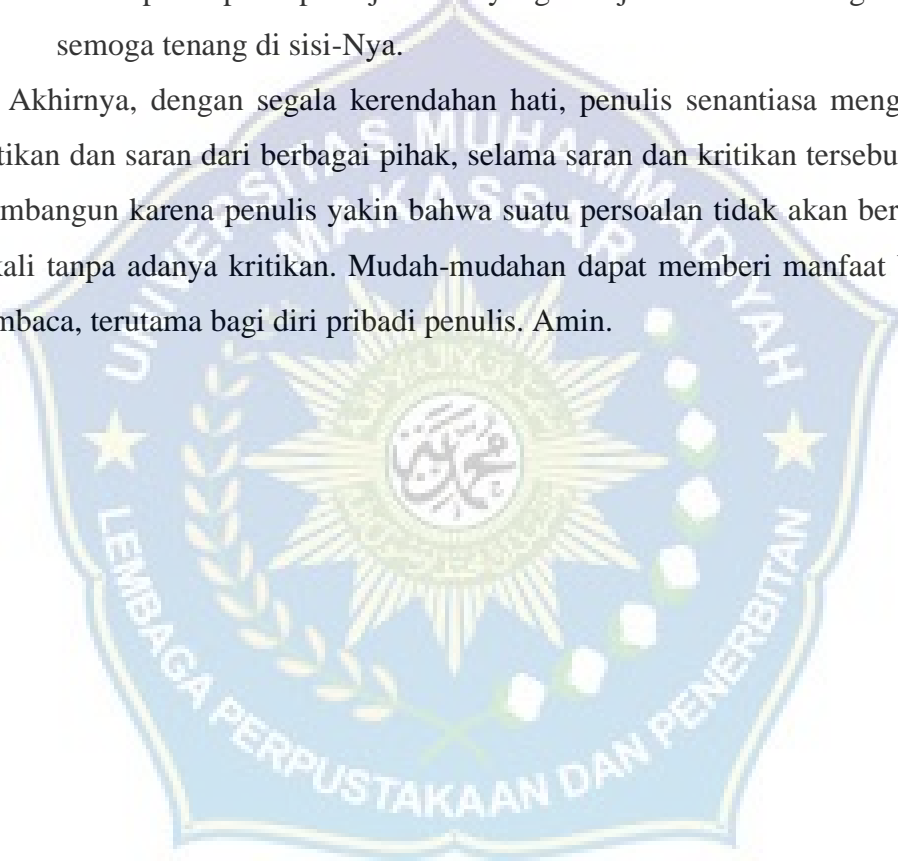 semoga tenang di sisi-Nya.
Akhirnya, dengan segala kerendahan hati, penulis senantiasa meng
tikan dan saran dari berbagai pihak, selama saran dan kritikan tersebu
mbangun karena penulis yakin bahwa suatu persoalan tidak akan ber
kali tanpa adanya kritikan. Mudah-mudahan dapat memberi manfaat
mbaca, terutama bagi diri pribadi penulis. Amin.
UNIVERSITAS MUHAMMADIYAH
MAKASSAR
محمدية
LEMBAGA PERPUSTAKAAN DAN PENERBITAN